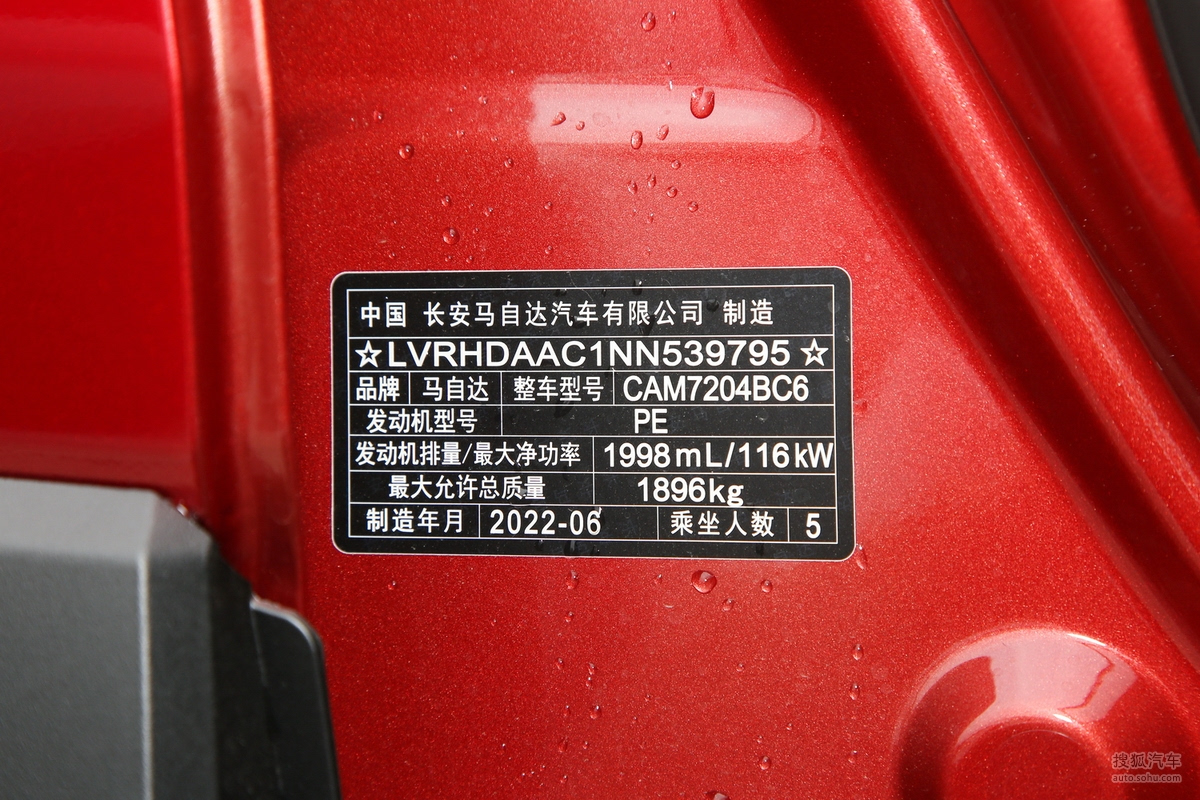 中国 长安马自达汽车有限公司 制造
☆LVRHDAAC1NN539795☆
品牌 马自达 整车型号 CAM7204BC6
发动机型号 PE
发动机排量/最大净功率 1998mL/116kW
最大允许总质量 1896kg
制造年月 2022-06 乘坐人数 5
搜狐汽车
auto.sohu.com